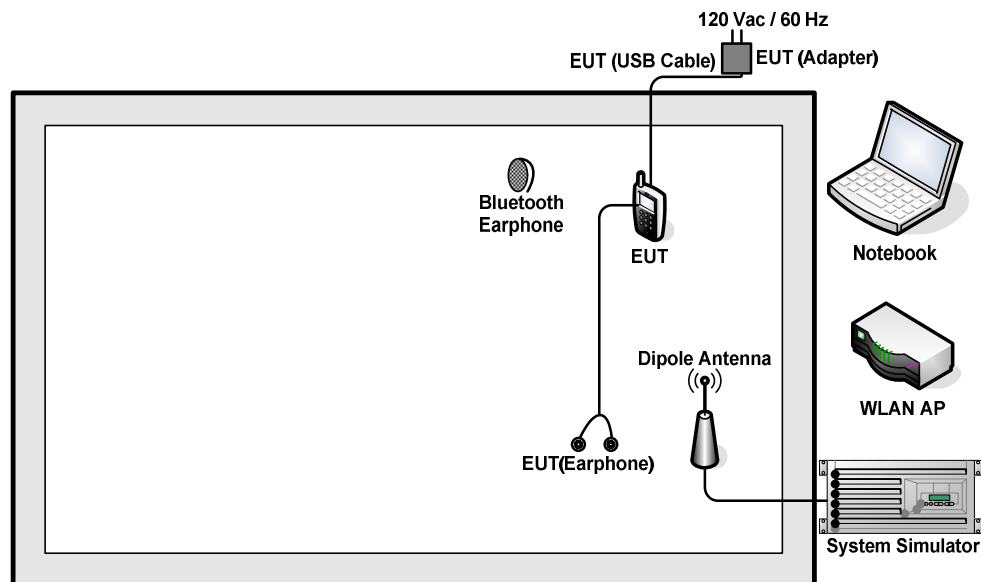 120 Vac / 60 Hz
EUT (USB Cable)
EUT (Adapter)
Bluetooth
Earphone
EUT
Notebook
Dipole Antenna
WLAN AP
EUT(Earphone)
System Simulator